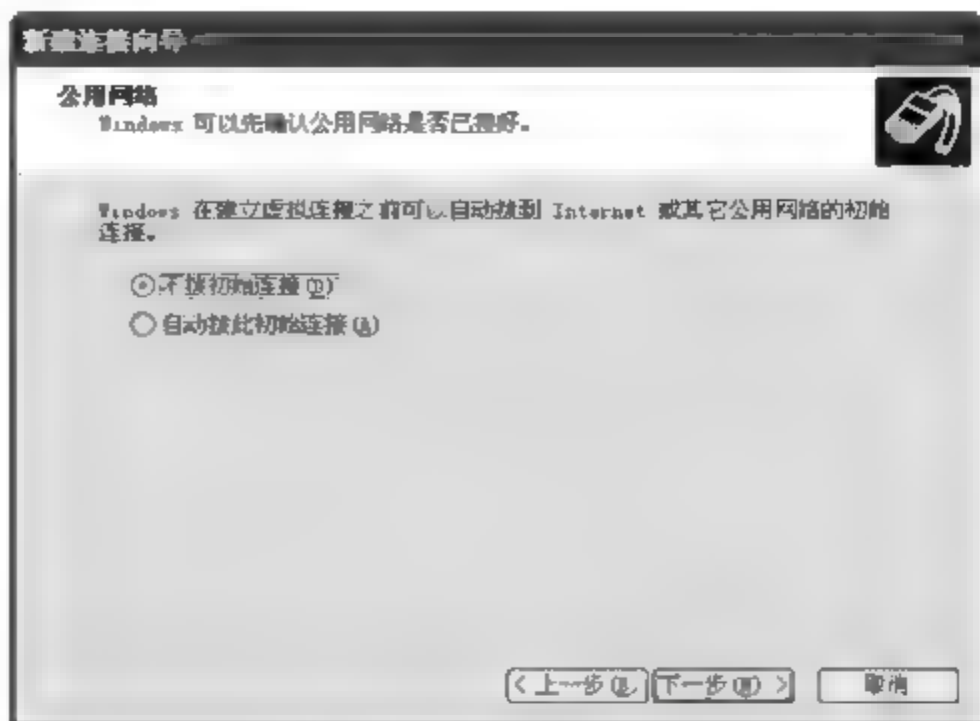 新建连接向导
公用网络
Windows 可以先确认公用网络是否已接好。
Windows 在建立虚拟连接之前可以自动拨到 Internet 或其它公用网络的初始
连接。
不拨初始连接(D)
自动拨此初始连接(A)
< 上一步(B)
下一步(N) >
取消